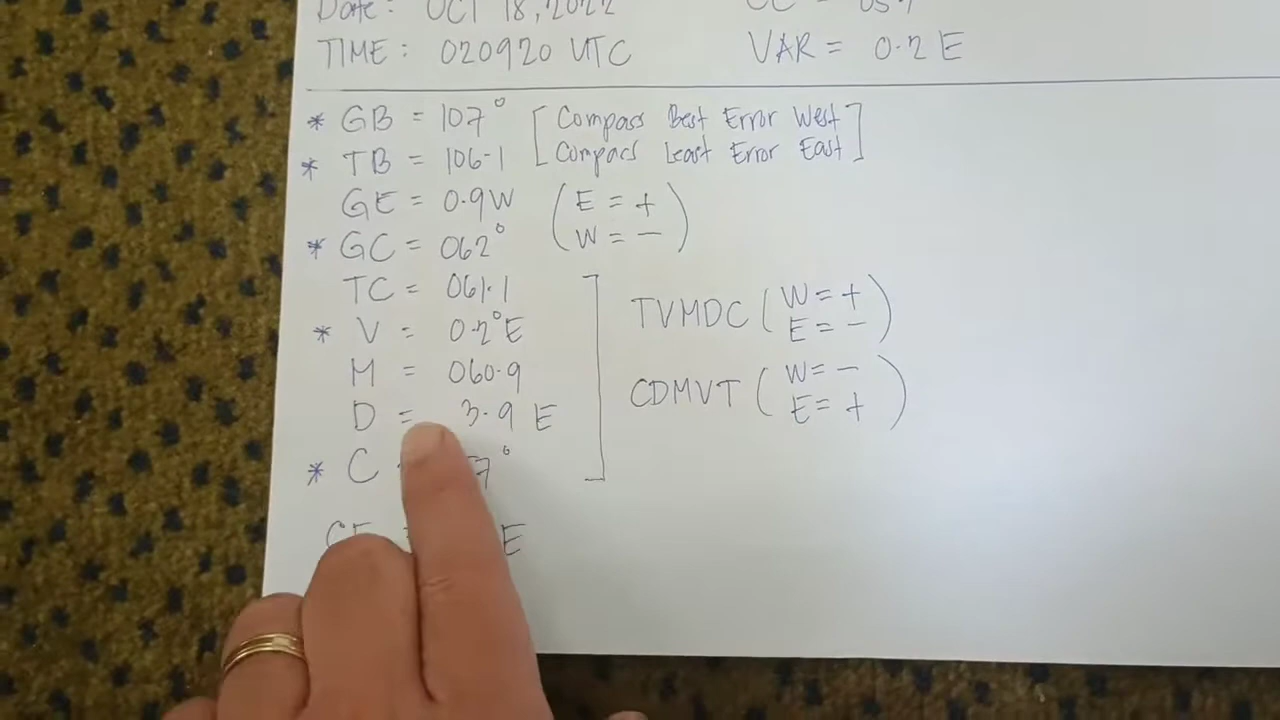 Date: OCT 18, 2022
TIME: 020920 UTC
VAR = 0.2 E
* GB = 107° [Compass Best Error West]
* TB = 106.1 [Compass Least Error East]
GE = 0.9W (E = +
W = -)
* GC = 062°
TC = 061.1
* V = 0.2°E
M = 060.9
D = 3.9 E
* C 7°
TVMDC (W = +
E = -)
CDMVT (W = -
E = +)
CE E